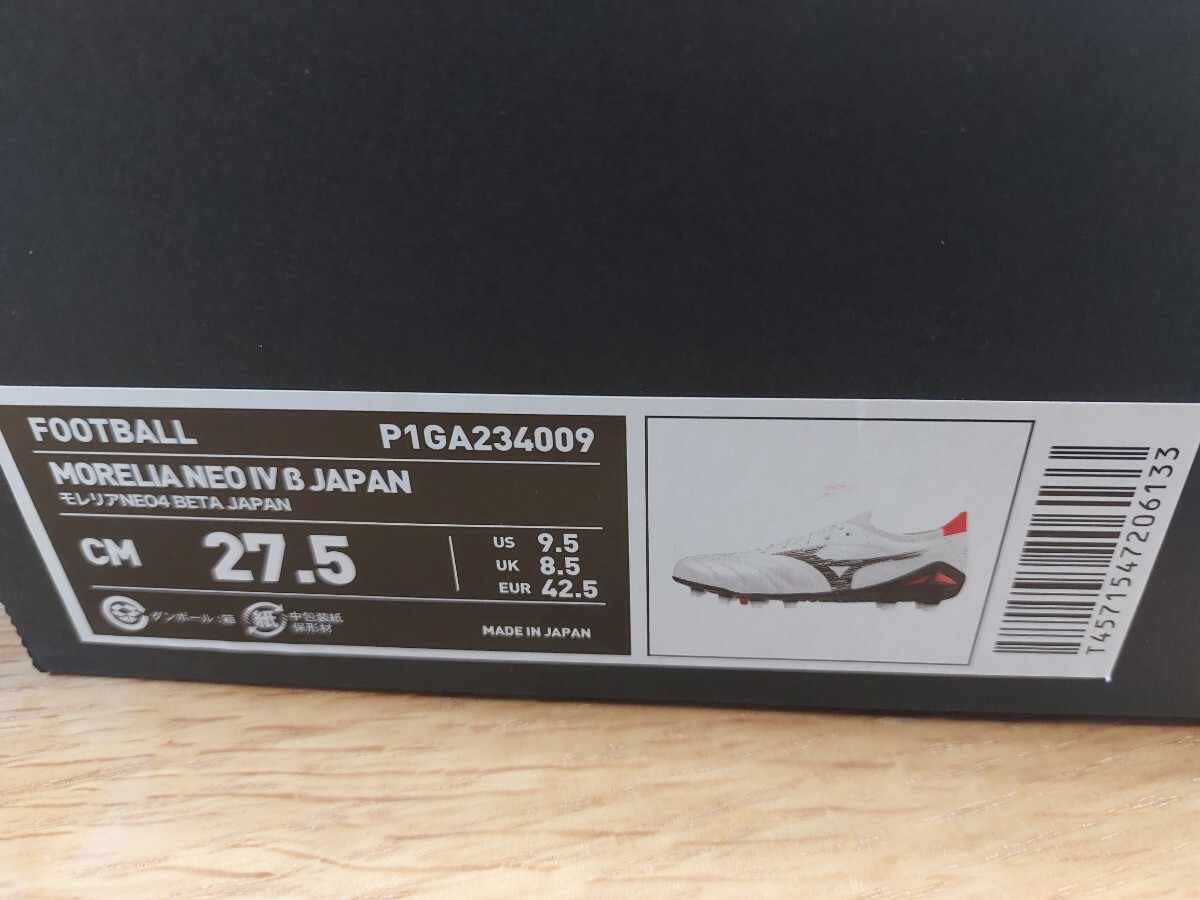 FOOTBALL P1GA234009
MORELIA NEO IV β JAPAN
モレリアNEO4 BETA JAPAN
CM 27.5
US 9.5
UK 8.5
EUR 42.5
ダンボール:箱 紙 中包装紙
保形材
MADE IN JAPAN
T4571547206133